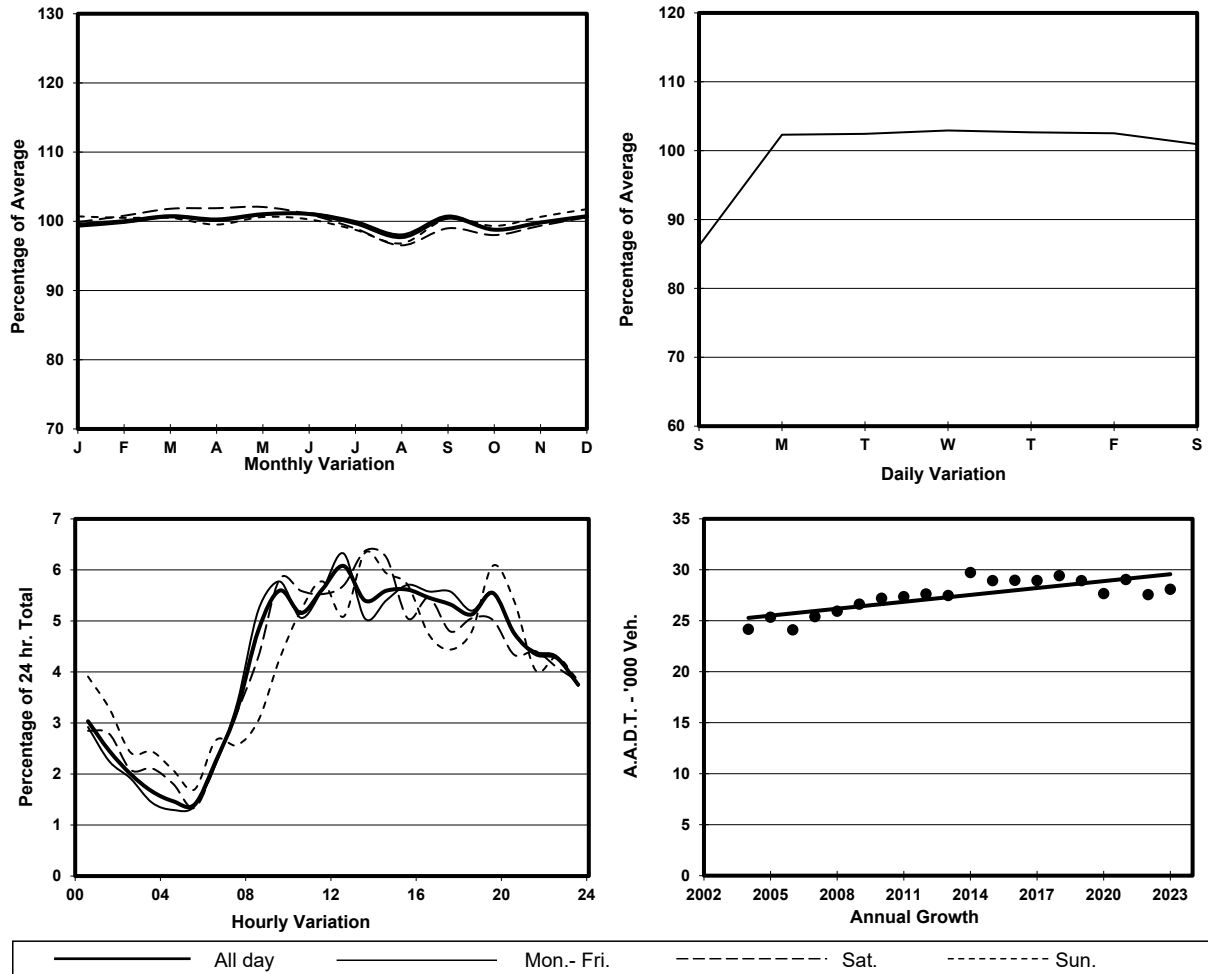 Percentage of Average
130
120
110
100
90
80
70
J F M A M J J A S O N D
Monthly Variation
Percentage of Average
120
110
100
90
80
70
60
S M T W T F S
Daily Variation
Percentage of 24 hr. Total
7
6
5
4
3
2
1
0
00 04 08 12 16 20 24
Hourly Variation
A.A.D.T. - '000 Veh.
35
30
25
20
15
10
5
0
2002 2005 2008 2011 2014 2017 2020 2023
Annual Growth
All day Mon.- Fri. Sat. Sun.